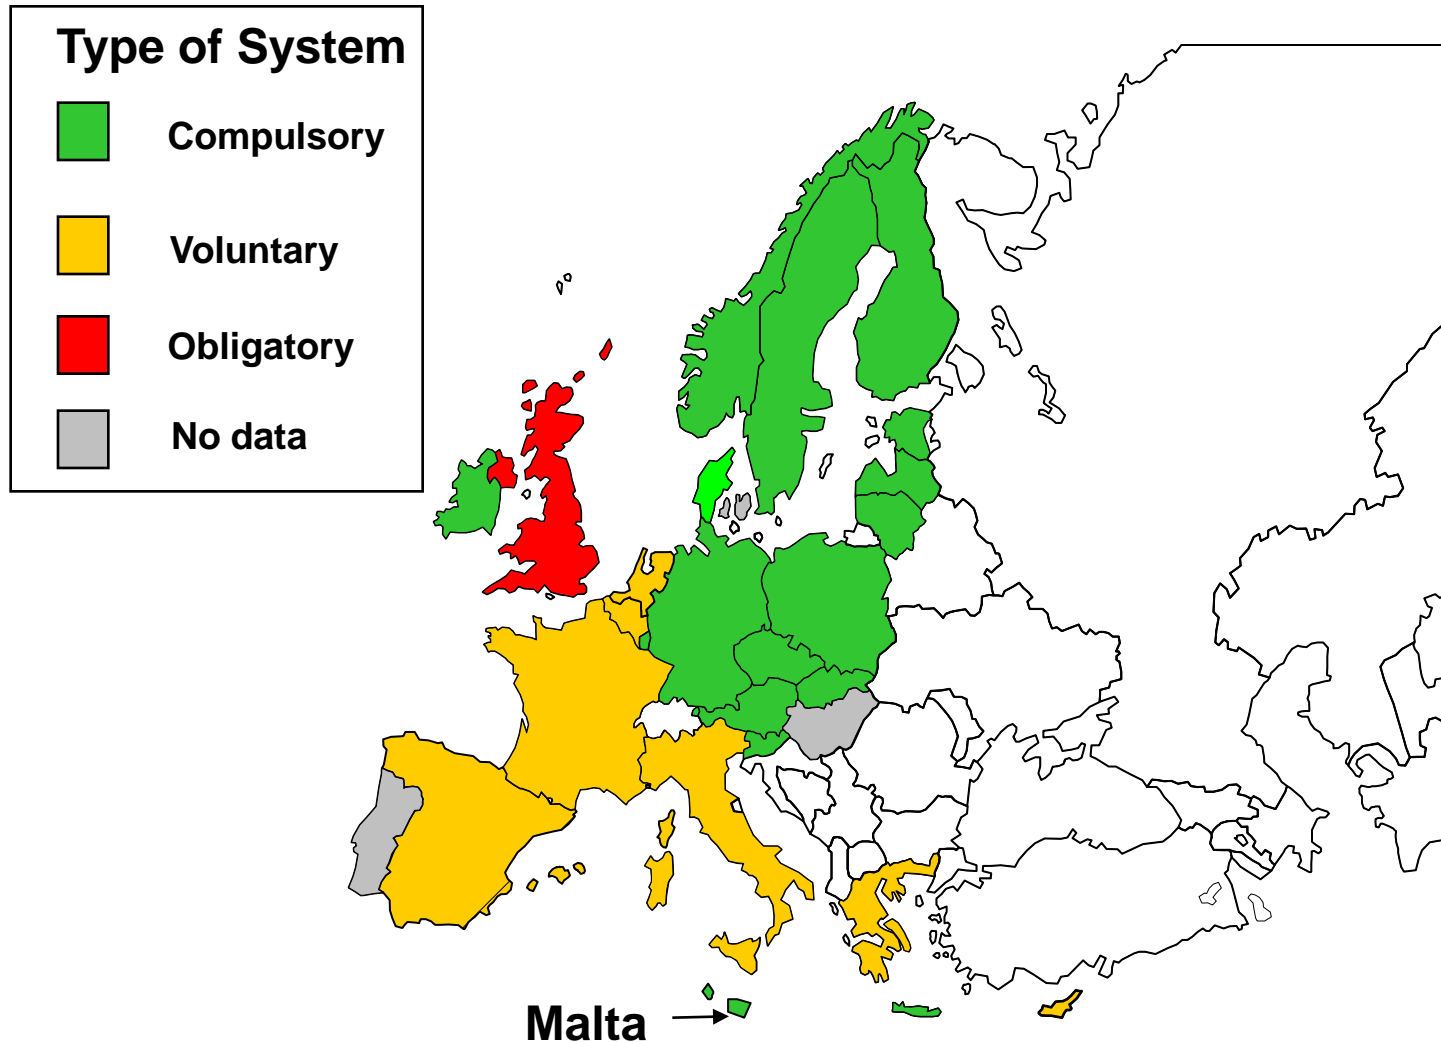 Type of System
Compulsory
Voluntary
Obligatory
No data
Malta